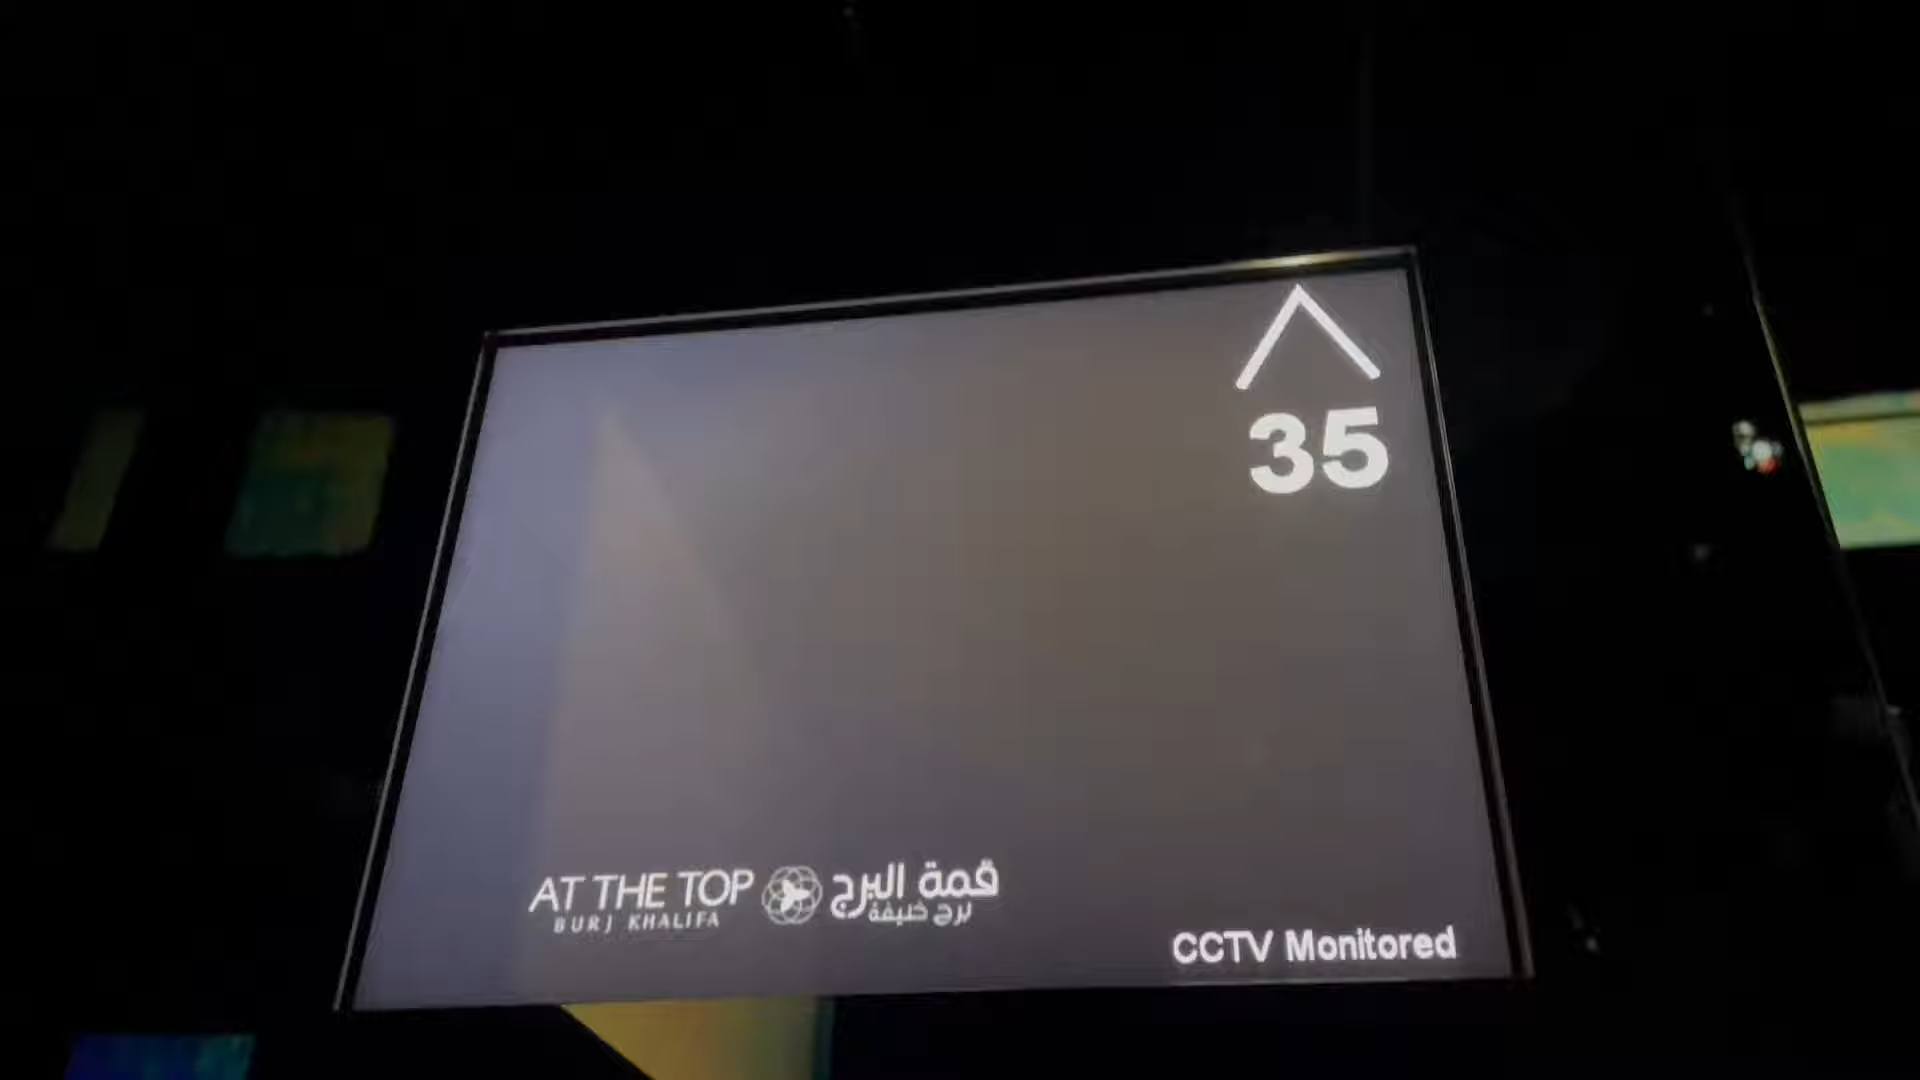 35
AT THE TOP
BURJ KHALIFA
قمة البرج
برج خليفة
CCTV Monitored